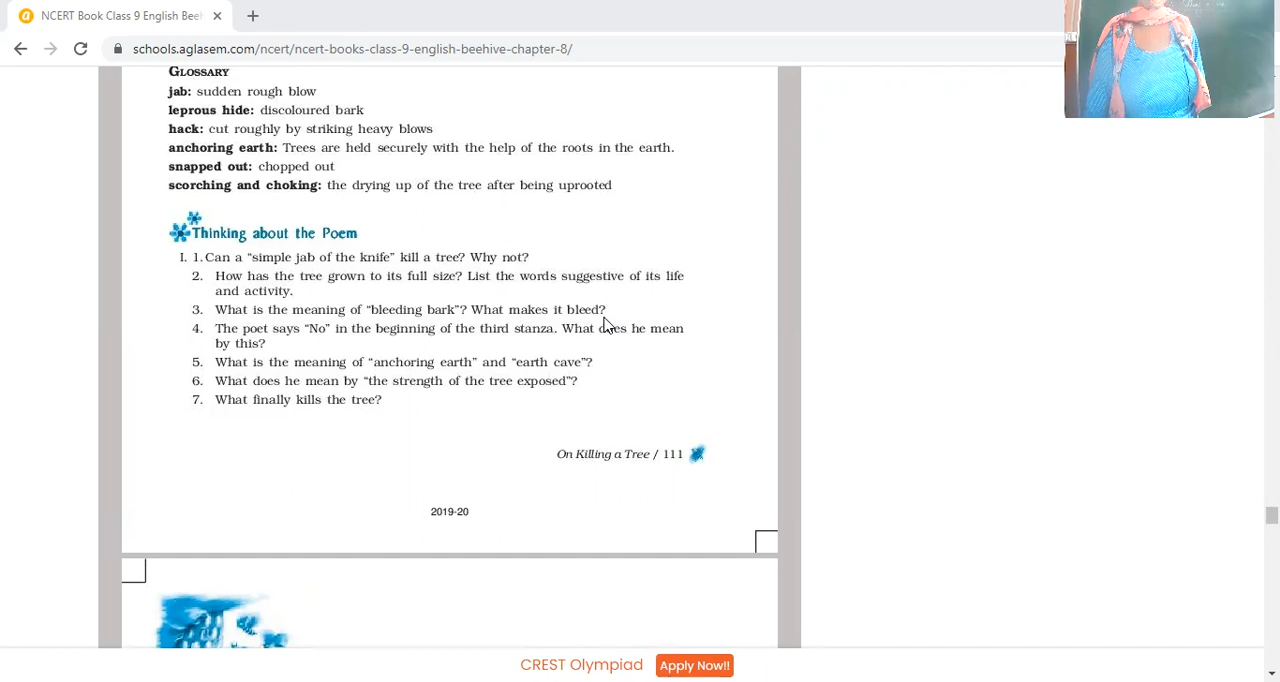 NCERT Book Class 9 English Bee
schools.aglasem.com/ncert/ncert-books-class-9-english-beehive-chapter-8/
GLOSSARY
jab: sudden rough blow
leprous hide: discoloured bark
hack: cut roughly by striking heavy blows
anchoring earth: Trees are held securely with the help of the roots in the earth.
snapped out: chopped out
scorching and choking: the drying up of the tree after being uprooted
Thinking about the Poem
I. 1. Can a “simple jab of the knife” kill a tree? Why not?
2. How has the tree grown to its full size? List the words suggestive of its life
and activity.
3. What is the meaning of “bleeding bark”? What makes it bleed?
4. The poet says “No” in the beginning of the third stanza. What does he mean
by this?
5. What is the meaning of “anchoring earth” and “earth cave”?
6. What does he mean by “the strength of the tree exposed”?
7. What finally kills the tree?
On Killing a Tree / 111
2019-20
CREST Olympiad Apply Now!!